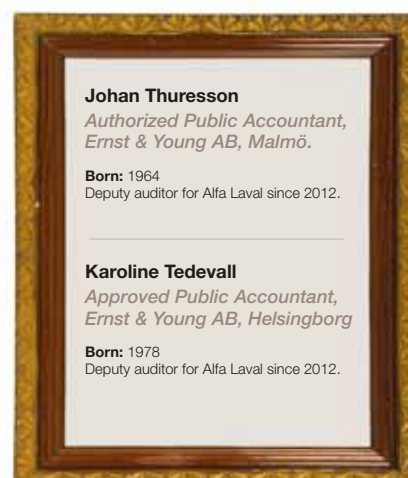 Johan Thuresson
Authorized Public Accountant,
Ernst & Young AB, Malmö.
Born: 1964
Deputy auditor for Alfa Laval since 2012.
Karoline Tedevall
Approved Public Accountant,
Ernst & Young AB, Helsingborg
Born: 1978
Deputy auditor for Alfa Laval since 2012.